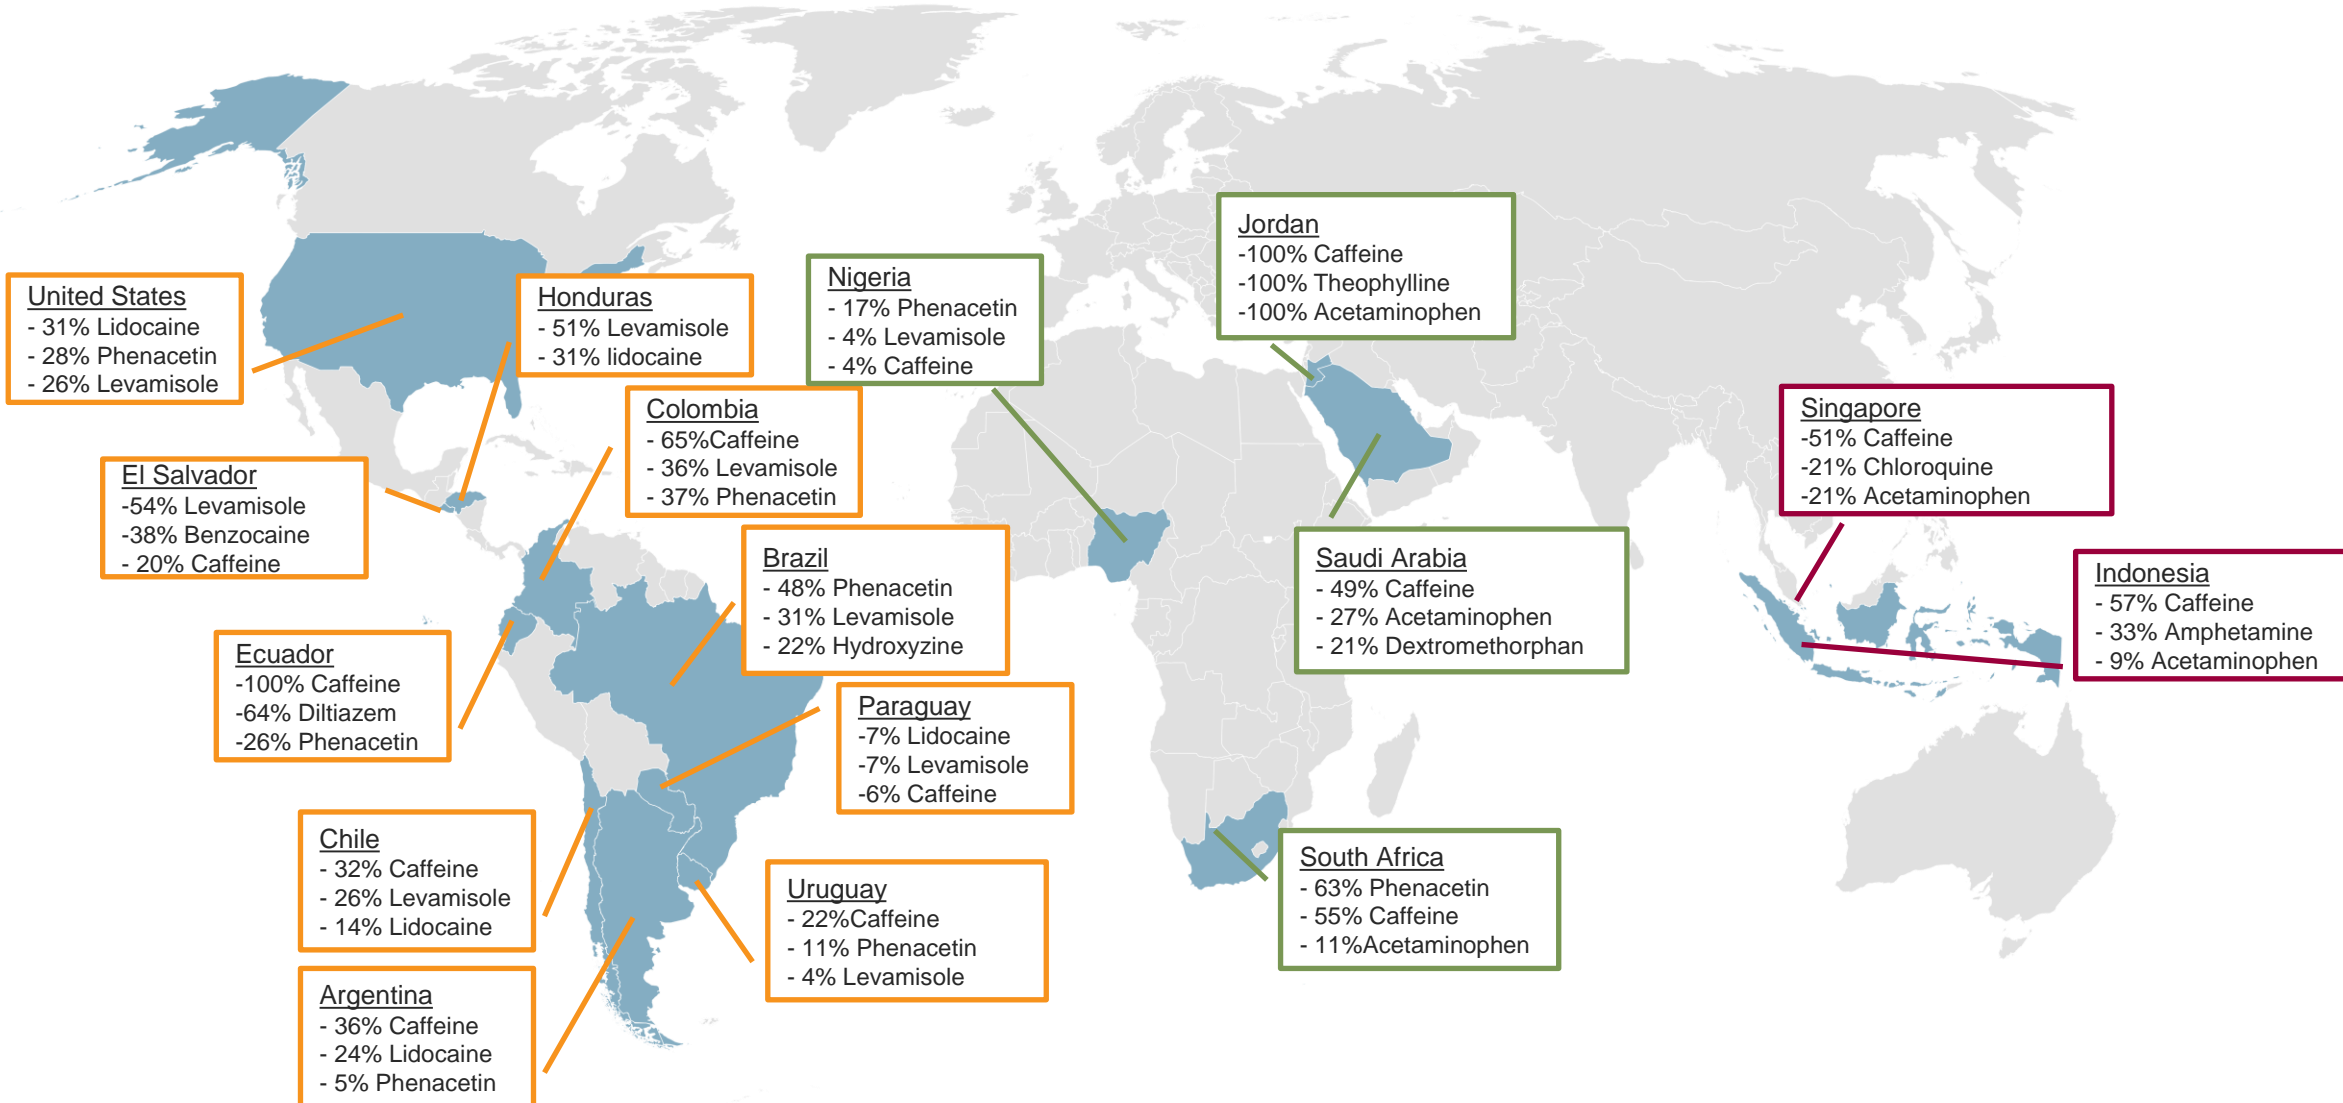 United States
- 31% Lidocaine
- 28% Phenacetin
- 26% Levamisole
Honduras
- 51% Levamisole
- 31% lidocaine
El Salvador
-54% Levamisole
-38% Benzocaine
- 20% Caffeine
Colombia
- 65%Caffeine
- 36% Levamisole
- 37% Phenacetin
Brazil
- 48% Phenacetin
- 31% Levamisole
- 22% Hydroxyzine
Ecuador
-100% Caffeine
-64% Diltiazem
-26% Phenacetin
Paraguay
-7% Lidocaine
-7% Levamisole
-6% Caffeine
Chile
- 32% Caffeine
- 26% Levamisole
- 14% Lidocaine
Uruguay
- 22%Caffeine
- 11% Phenacetin
- 4% Levamisole
Argentina
- 36% Caffeine
- 24% Lidocaine
- 5% Phenacetin
Nigeria
- 17% Phenacetin
- 4% Levamisole
- 4% Caffeine
Jordan
-100% Caffeine
-100% Theophylline
-100% Acetaminophen
Saudi Arabia
- 49% Caffeine
- 27% Acetaminophen
- 21% Dextromethorphan
South Africa
- 63% Phenacetin
- 55% Caffeine
- 11%Acetaminophen
Singapore
-51% Caffeine
-21% Chloroquine
-21% Acetaminophen
Indonesia
- 57% Caffeine
- 33% Amphetamine
- 9% Acetaminophen